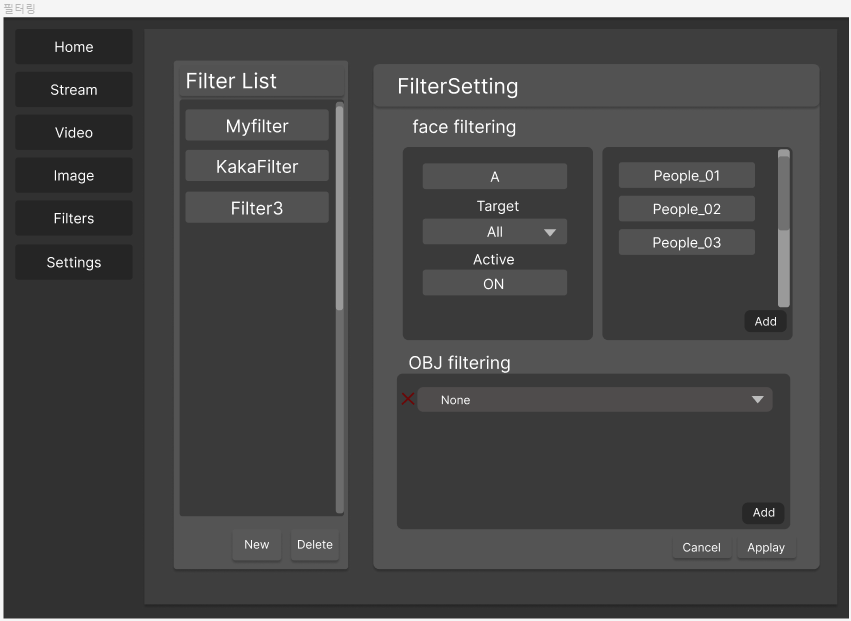 필터링
Home
Stream
Video
Image
Filters
Settings
Filter List
Myfilter
KakaFilter
Filter3
New
Delete
FilterSetting
face filtering
A
Target
All
Active
ON
People_01
People_02
People_03
Add
OBJ filtering
None
Add
Cancel
Applay